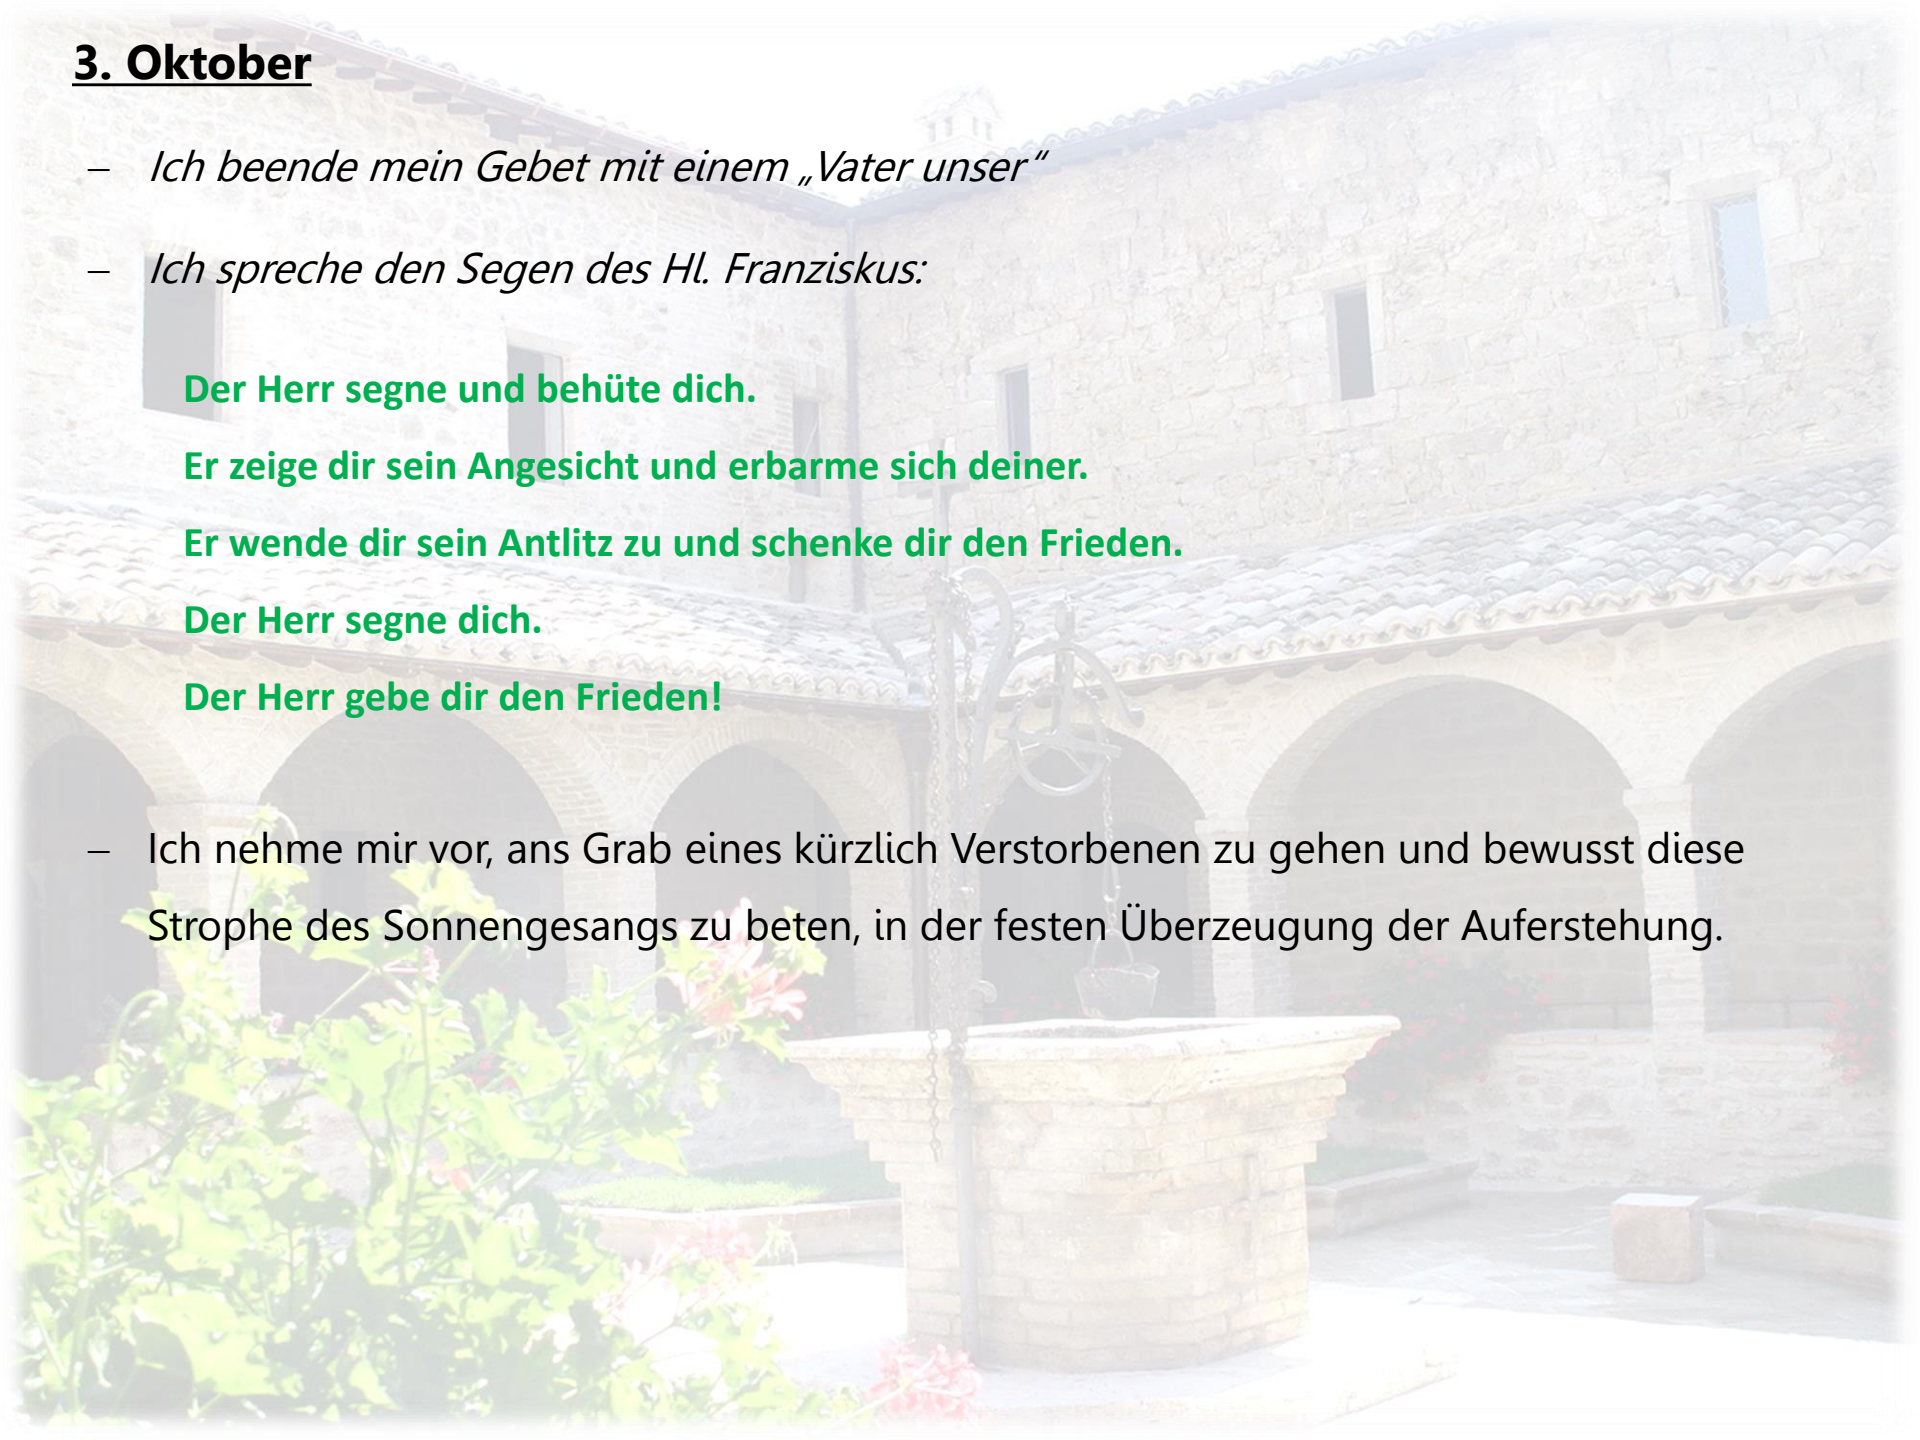 3. Oktober
– Ich beende mein Gebet mit einem „Vater unser“
– Ich spreche den Segen des Hl. Franziskus:
Der Herr segne und behüte dich.
Er zeige dir sein Angesicht und erbarme sich deiner.
Er wende dir sein Antlitz zu und schenke dir den Frieden.
Der Herr segne dich.
Der Herr gebe dir den Frieden!
– Ich nehme mir vor, ans Grab eines kürzlich Verstorbenen zu gehen und bewusst diese
Strophe des Sonnengesangs zu beten, in der festen Überzeugung der Auferstehung.